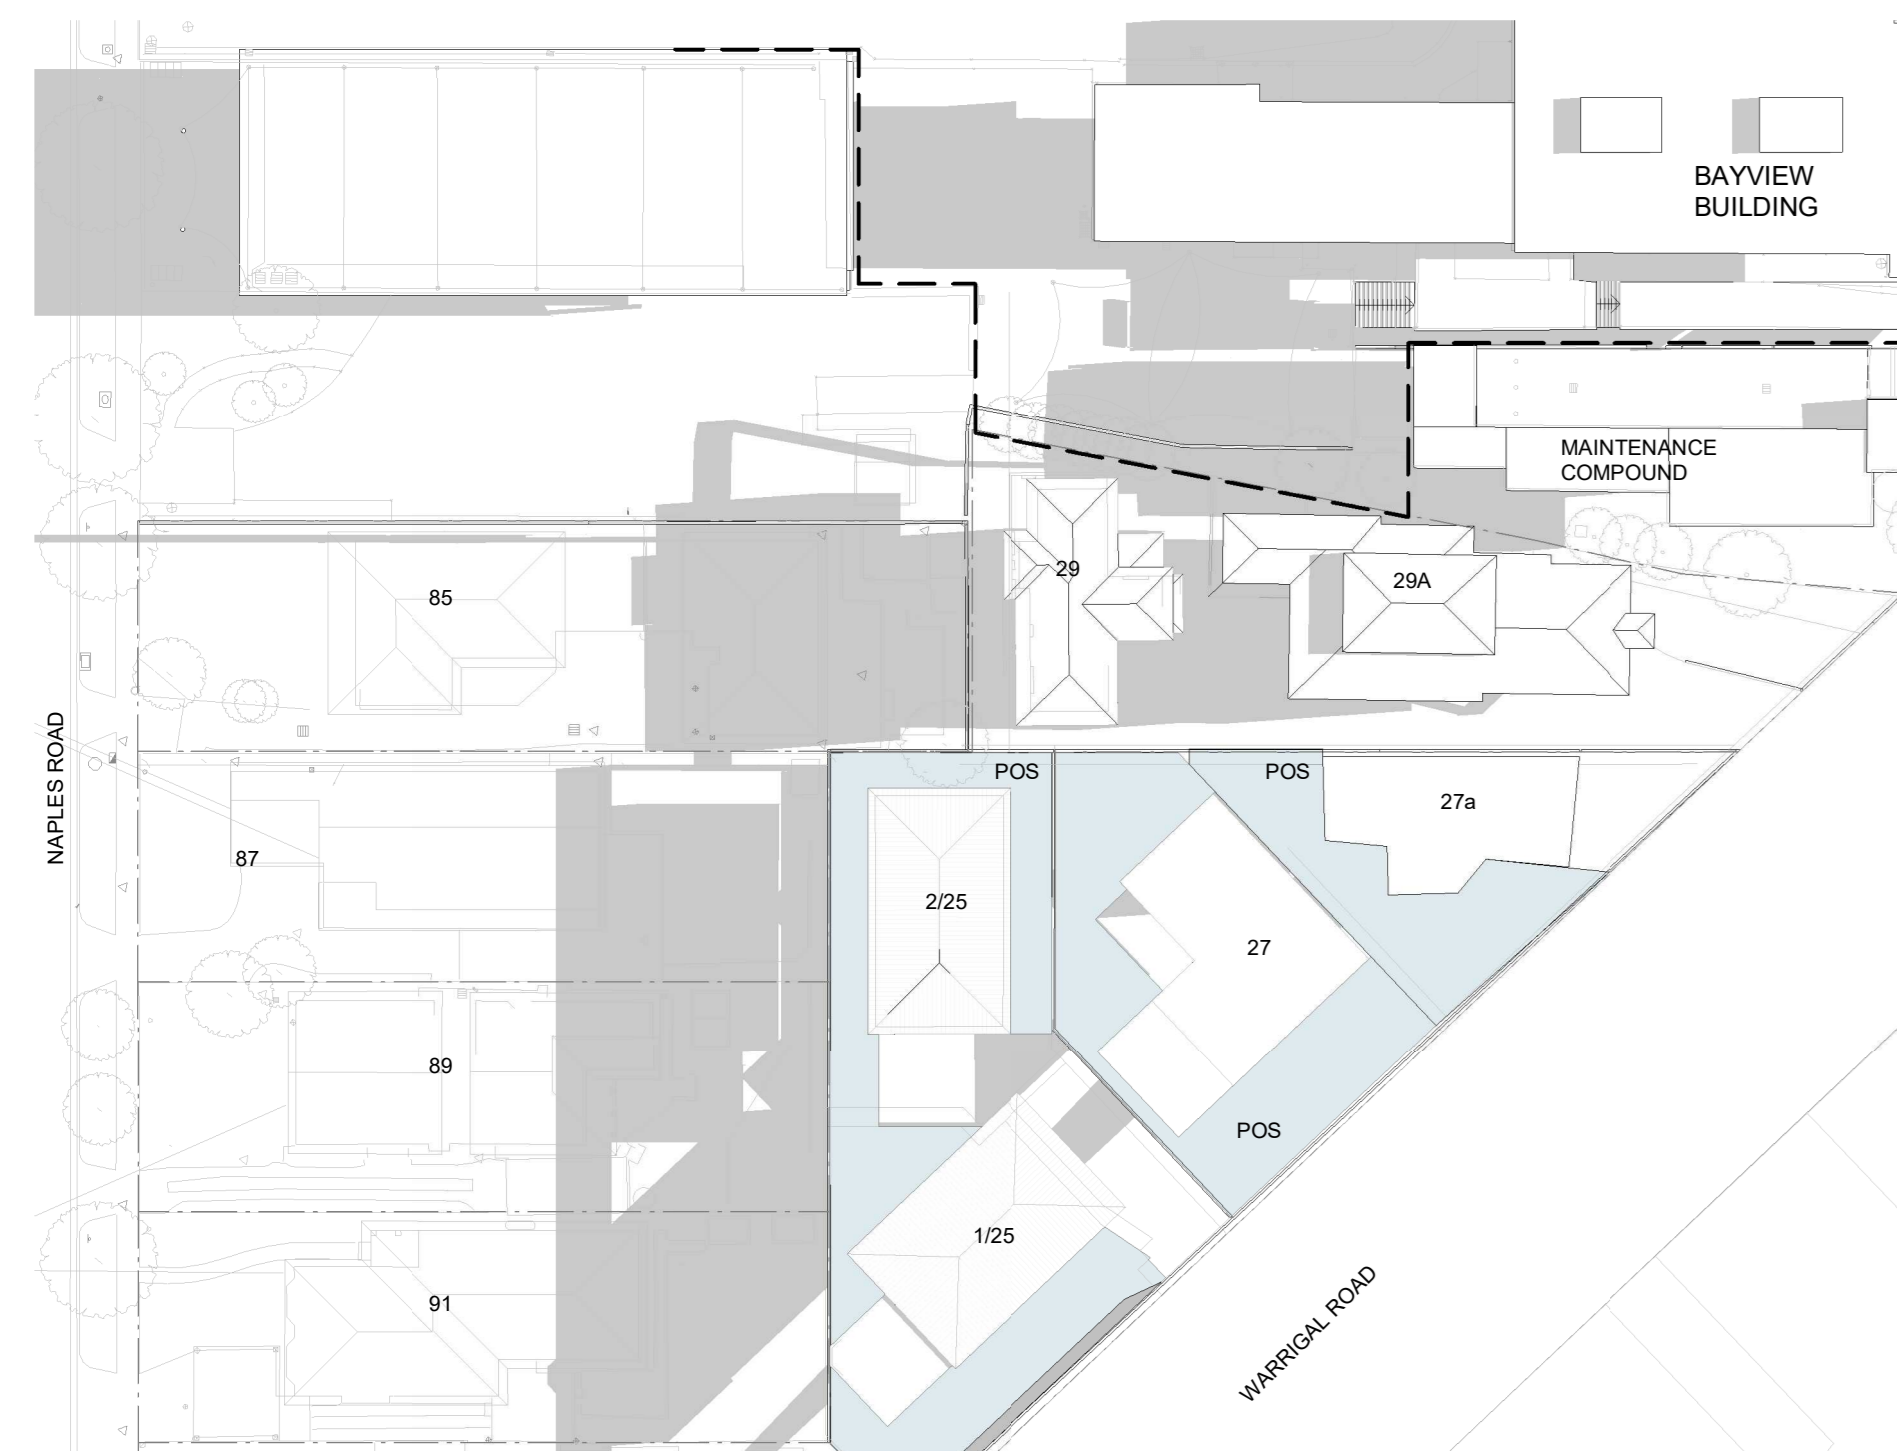 BAYVIEW
BUILDING
MAINTENANCE
COMPOUND
29
29A
85
NAPLES ROAD
POS
POS
27a
87
2/25
27
89
POS
1/25
91
WARRIGAL ROAD